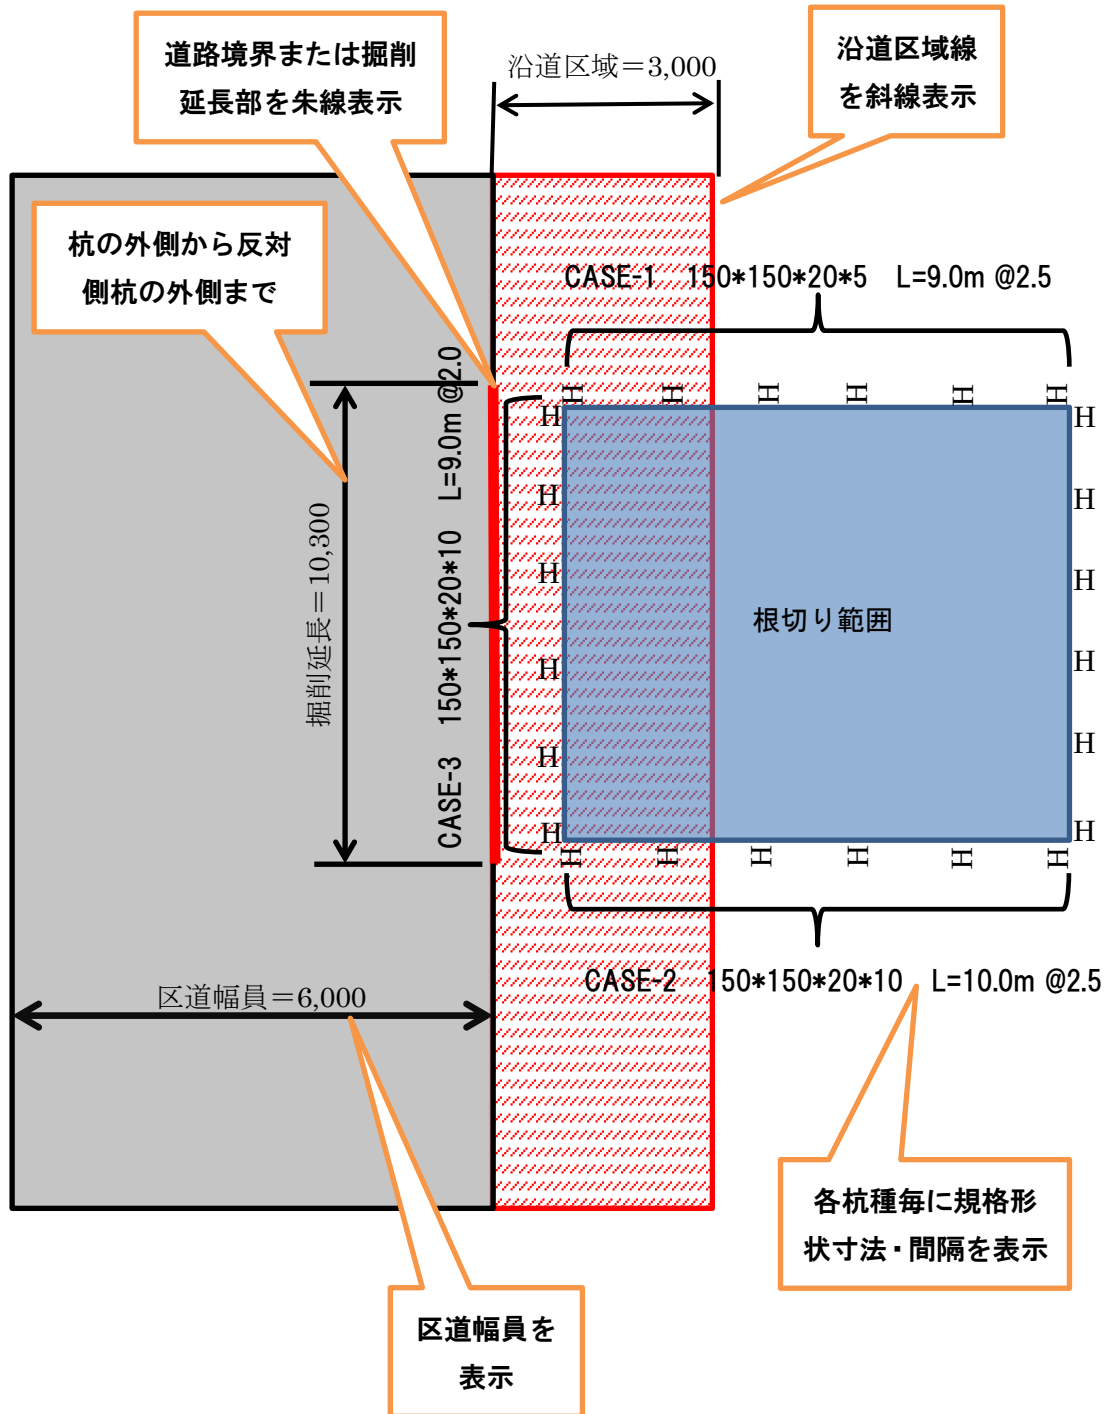 道路境界または掘削
延長部を朱線表示
沿道区域＝3,000
沿道区域線
を斜線表示
杭の外側から反対
側杭の外側まで
CASE-1 150*150*20*5 L=9.0m @2.5
H H H H H H
H H
H H
H H
H H
H H
H H
H H H H H H
掘削延長＝10,300
CASE-3 150*150*20*10 L=9.0m @2.0
根切り範囲
CASE-2 150*150*20*10 L=10.0m @2.5
区道幅員＝6,000
各杭種毎に規格形
状寸法・間隔を表示
区道幅員を
表示